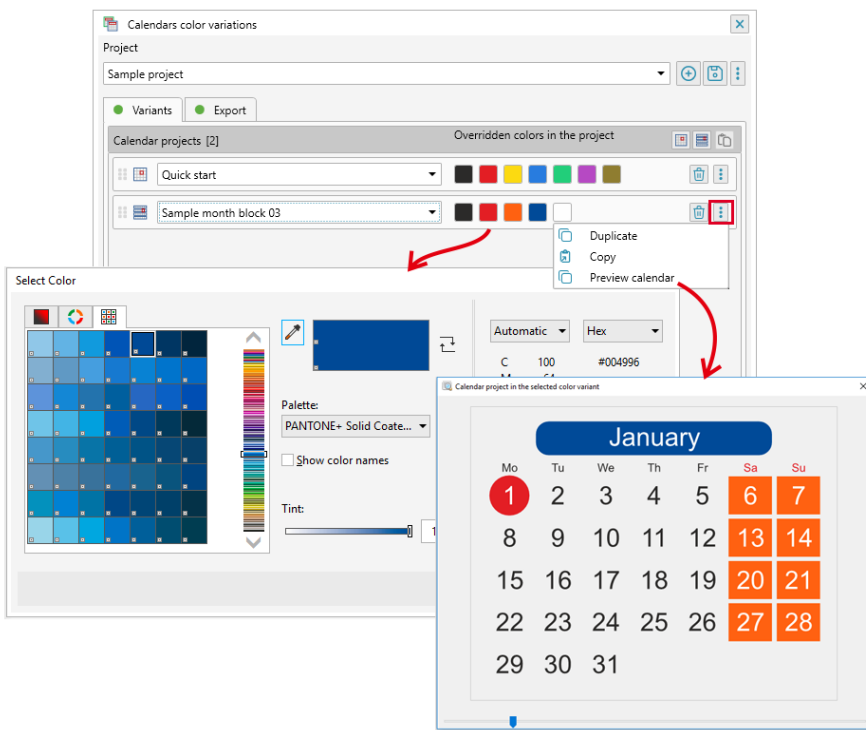 Calendars color variations
Project
Sample project
Variants Export
Calendar projects [2] Overridden colors in the project
Quick start
Sample month block 03
Duplicate
Copy
Preview calendar
Select Color
Automatic Hex
C 100 #004996
Palette:
PANTONE+ Solid Coate...
Show color names
Tint:
Calendar project in the selected color variant
January
Mo Tu We Th Fr Sa Su
1 2 3 4 5 6 7
8 9 10 11 12 13 14
15 16 17 18 19 20 21
22 23 24 25 26 27 28
29 30 31